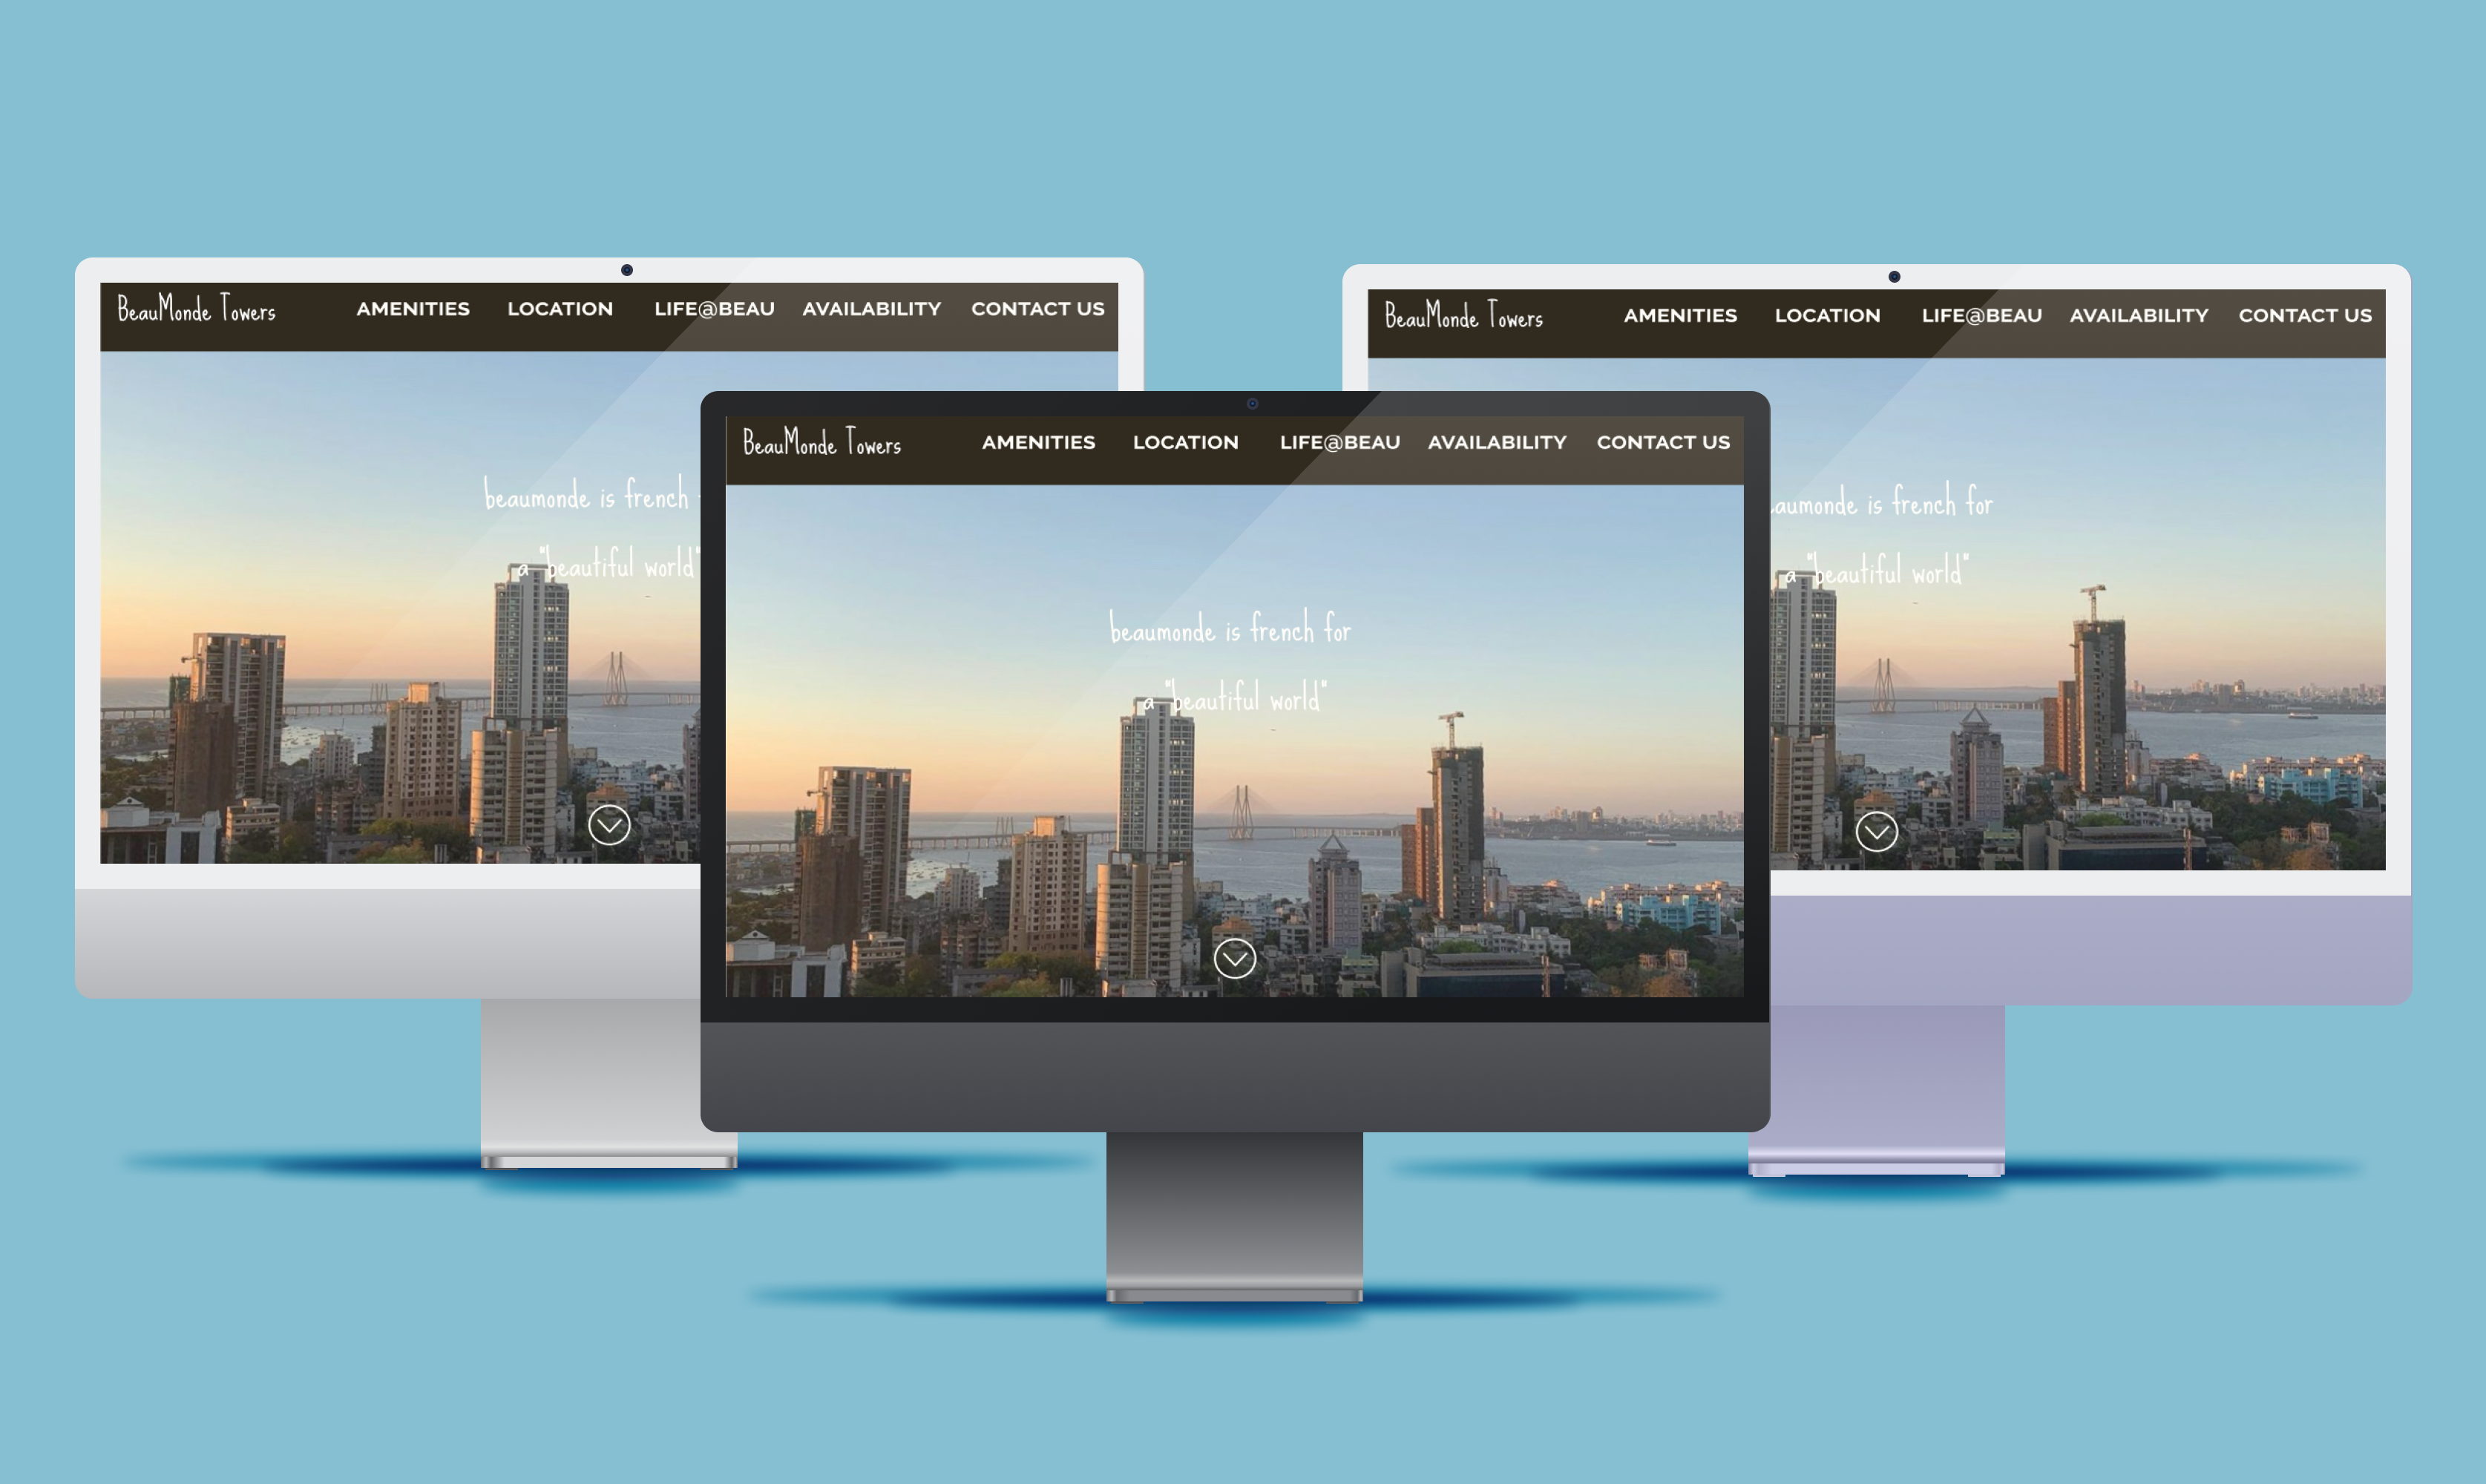 BeauMonde Towers AMENITIES LOCATION LIFE@BEAU AVAILABILITY CONTACT US
beaumonde is french
a "beautiful world"
BeauMonde Towers AMENITIES LOCATION LIFE@BEAU AVAILABILITY CONTACT US
beaumonde is french for
a "beautiful world"
BeauMonde Towers AMENITIES LOCATION LIFE@BEAU AVAILABILITY CONTACT US
aumonde is french for
a "beautiful world"